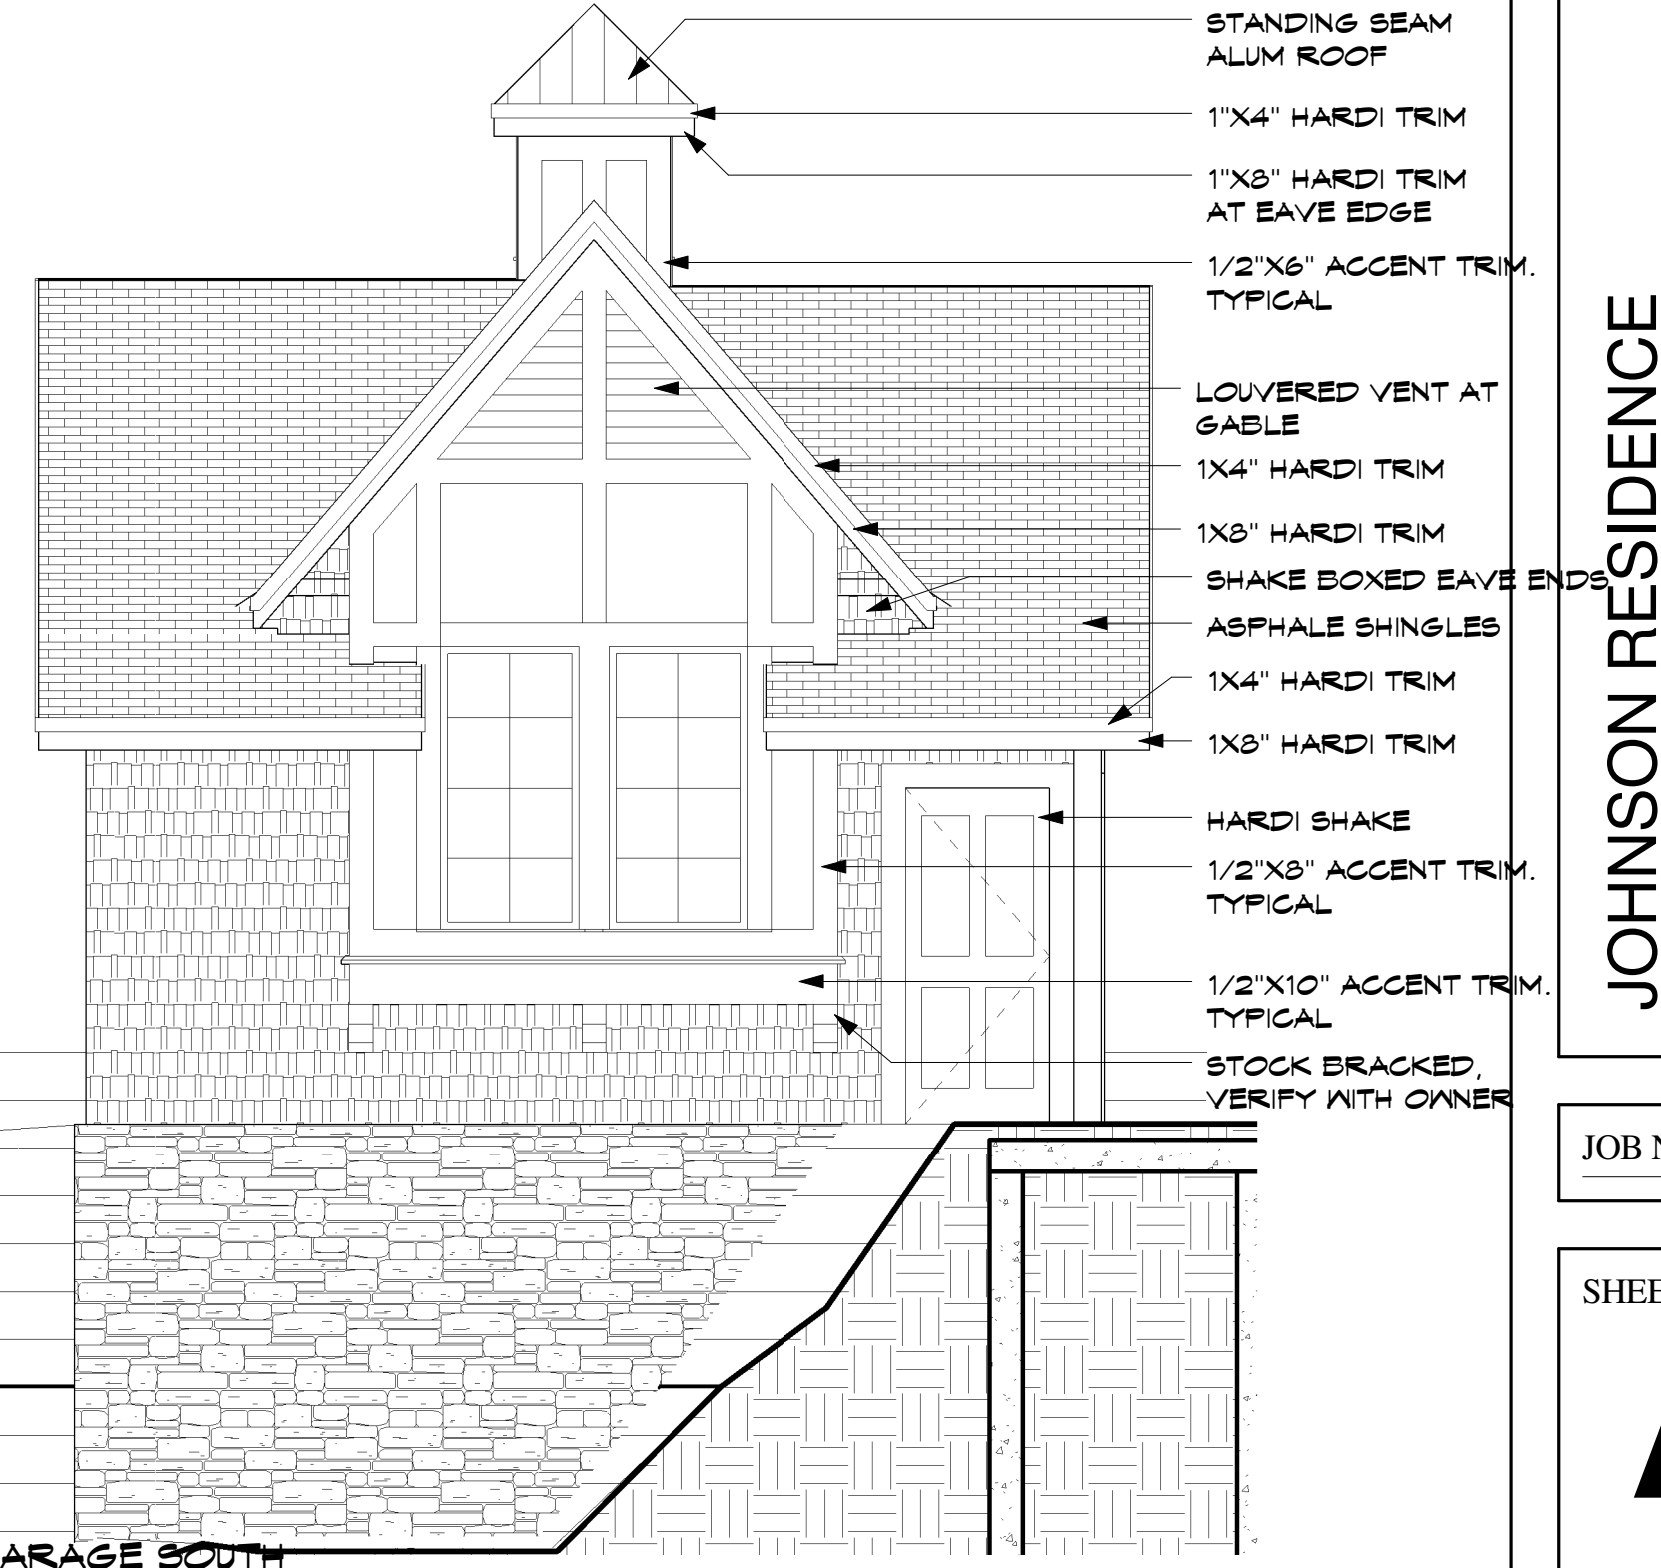 STANDING SEAM
ALUM ROOF
1"X4" HARDI TRIM
1"X8" HARDI TRIM
AT EAVE EDGE
1/2"X6" ACCENT TRIM.
TYPICAL
LOUVERED VENT AT
GABLE
1X4" HARDI TRIM
1X8" HARDI TRIM
SHAKE BOXED EAVE ENDS
ASPHALE SHINGLES
1X4" HARDI TRIM
1X8" HARDI TRIM
HARDI SHAKE
1/2"X8" ACCENT TRIM.
TYPICAL
1/2"X10" ACCENT TRIM.
TYPICAL
STOCK BRACKED,
VERIFY WITH OWNER
ARAGE SOUTH
JOHNSON RESIDENCE
JOB N
SHEE